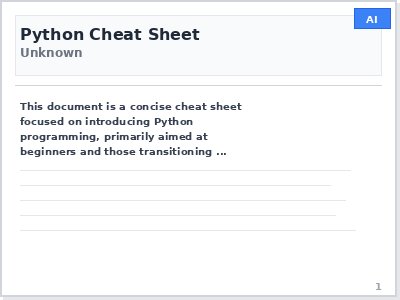 AI
Python Cheat Sheet
Unknown
This document is a concise cheat sheet
focused on introducing Python
programming, primarily aimed at
beginners and those transitioning ...
1